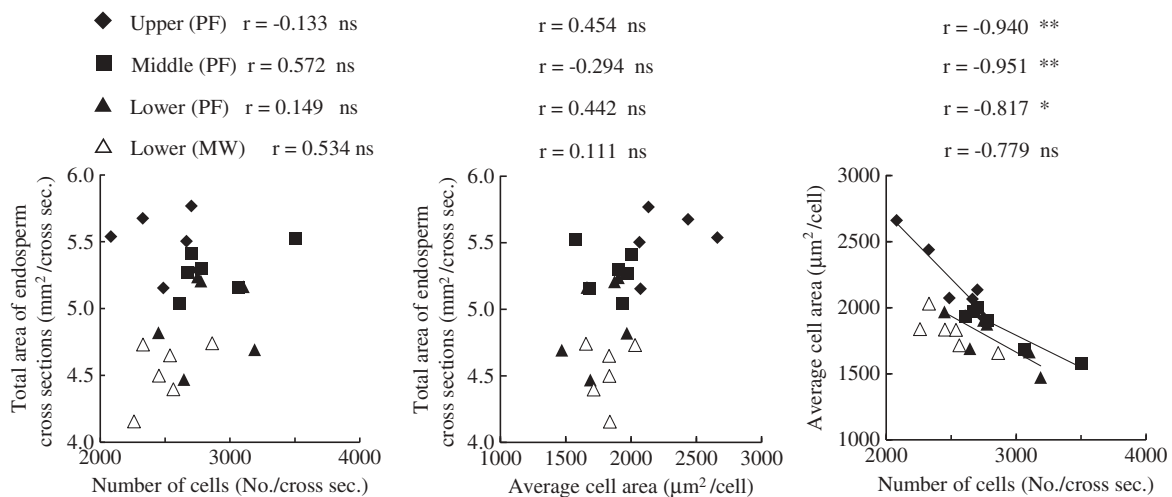 Upper (PF) r = -0.133 ns
Middle (PF) r = 0.572 ns
Lower (PF) r = 0.149 ns
Lower (MW) r = 0.534 ns
r = 0.454 ns
r = -0.294 ns
r = 0.442 ns
r = 0.111 ns
r = -0.940 **
r = -0.951 **
r = -0.817 *
r = -0.779 ns
Total area of endosperm
cross sections (mm²/cross sec.)
6.0
5.5
5.0
4.5
4.0
2000 3000 4000
Number of cells (No./cross sec.)
Total area of endosperm
cross sections (mm²/cross sec.)
6.0
5.5
5.0
4.5
4.0
1000 2000 3000
Average cell area (μm²/cell)
Average cell area (μm²/cell)
3000
2500
2000
1500
1000
2000 3000 4000
Number of cells (No./cross sec.)